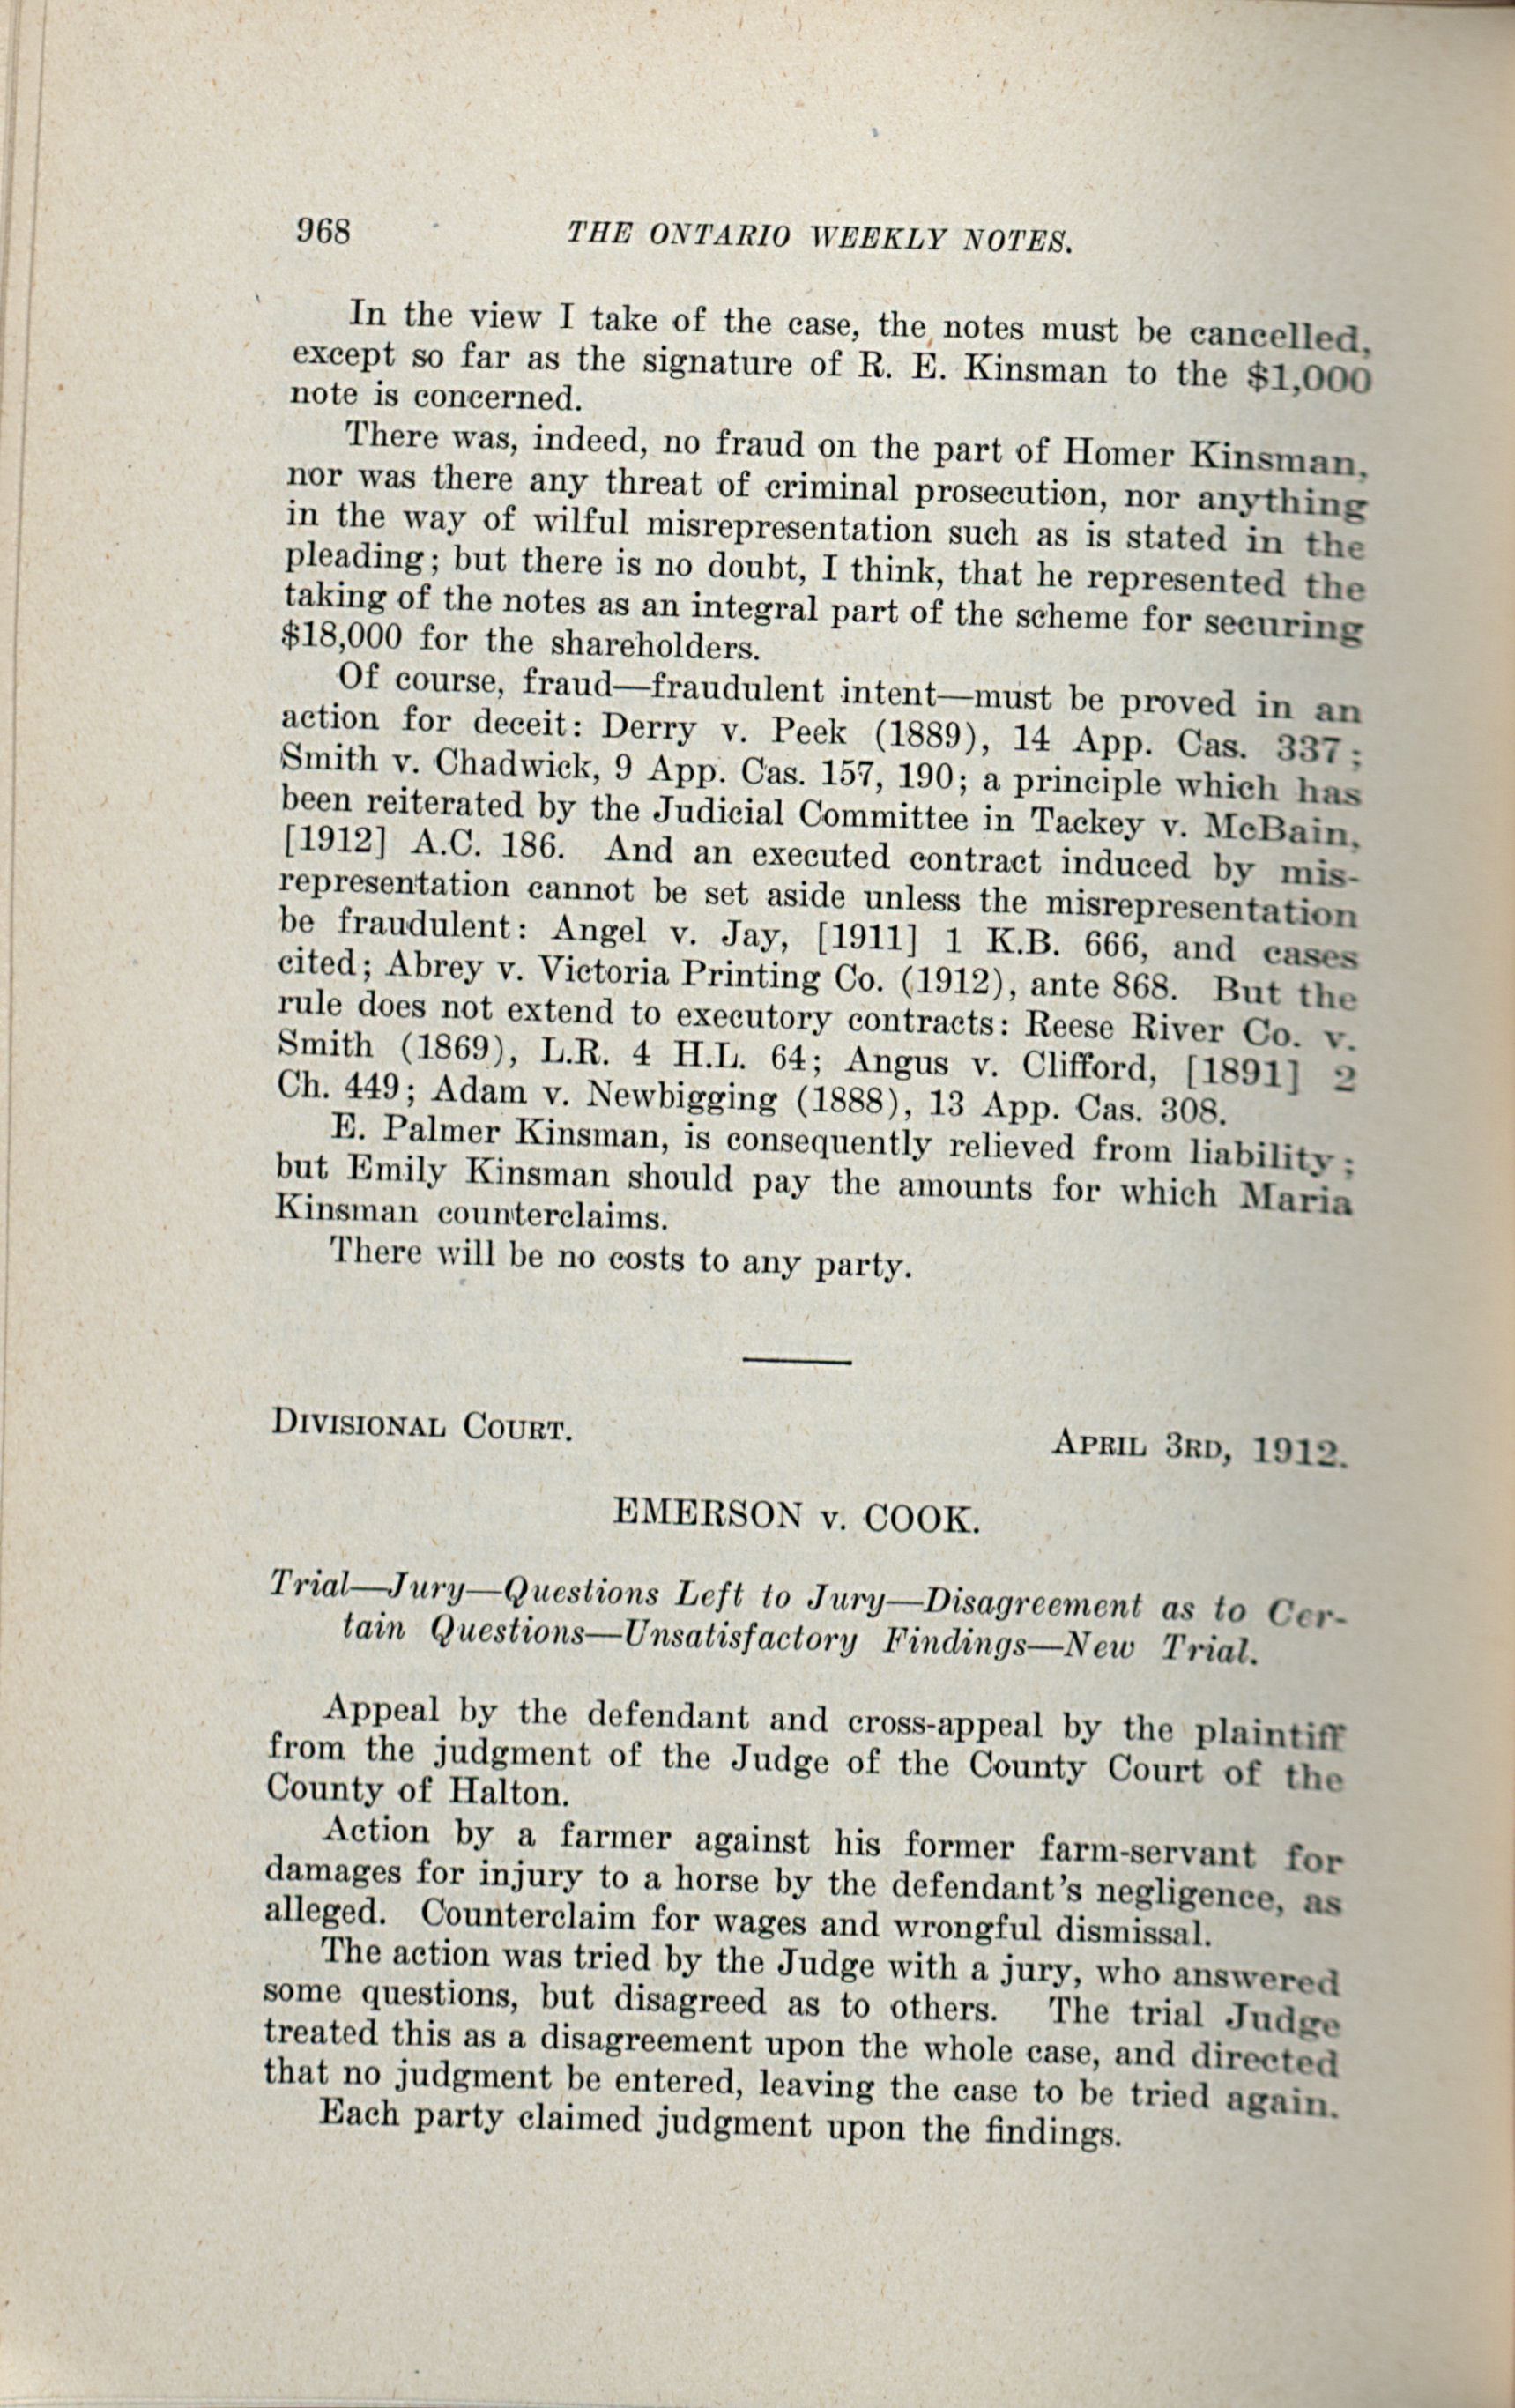 968 THE ONTARIO WEEKLY NOTES.
In the view I take of the case, the notes must be cancelled,
except so far as the signature of R. E. Kinsman to the $1,000
note is concerned.
There was, indeed, no fraud on the part of Homer Kinsman,
nor was there any threat of criminal prosecution, nor anything
in the way of wilful misrepresentation such as is stated in the
pleading; but there is no doubt, I think, that he represented the
taking of the notes as an integral part of the scheme for securing
$18,000 for the shareholders.
Of course, fraud—fraudulent intent—must be proved in an
action for deceit: Derry v. Peek (1889), 14 App. Cas. 337;
Smith v. Chadwick, 9 App. Cas. 157, 190; a principle which has
been reiterated by the Judicial Committee in Tackey v. McBain,
[1912] A.C. 186. And an executed contract induced by mis-
representation cannot be set aside unless the misrepresentation
be fraudulent: Angel v. Jay, [1911] 1 K.B. 666, and cases
cited; Abrey v. Victoria Printing Co. (1912), ante 868. But the
rule does not extend to executory contracts: Reese River Co. v.
Smith (1869), L.R. 4 H.L. 64; Angus v. Clifford, [1891] 2
Ch. 449; Adam v. Newbigging (1888), 13 App. Cas. 308.
E. Palmer Kinsman, is consequently relieved from liability;
but Emily Kinsman should pay the amounts for which Maria
Kinsman counterclaims.
There will be no costs to any party.
DIVISIONAL COURT. APRIL 3RD, 1912.
EMERSON v. COOK.
Trial—Jury—Questions Left to Jury—Disagreement as to Cer-
tain Questions—Unsatisfactory Findings—New Trial.
Appeal by the defendant and cross-appeal by the plaintiff
from the judgment of the Judge of the County Court of the
County of Halton.
Action by a farmer against his former farm-servant for
damages for injury to a horse by the defendant's negligence, as
alleged. Counterclaim for wages and wrongful dismissal.
The action was tried by the Judge with a jury, who answered
some questions, but disagreed as to others. The trial Judge
treated this as a disagreement upon the whole case, and directed
that no judgment be entered, leaving the case to be tried again.
Each party claimed judgment upon the findings.